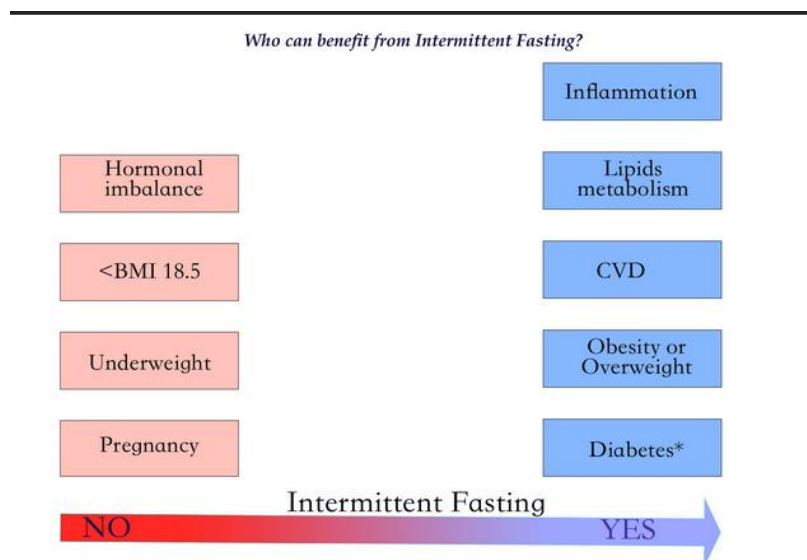 Who can benefit from Intermittent Fasting?
Inflammation
Hormonal
imbalance
Lipids
metabolism
<BMI 18.5
CVD
Underweight
Obesity or
Overweight
Pregnancy
Diabetes*
Intermittent Fasting
NO
YES